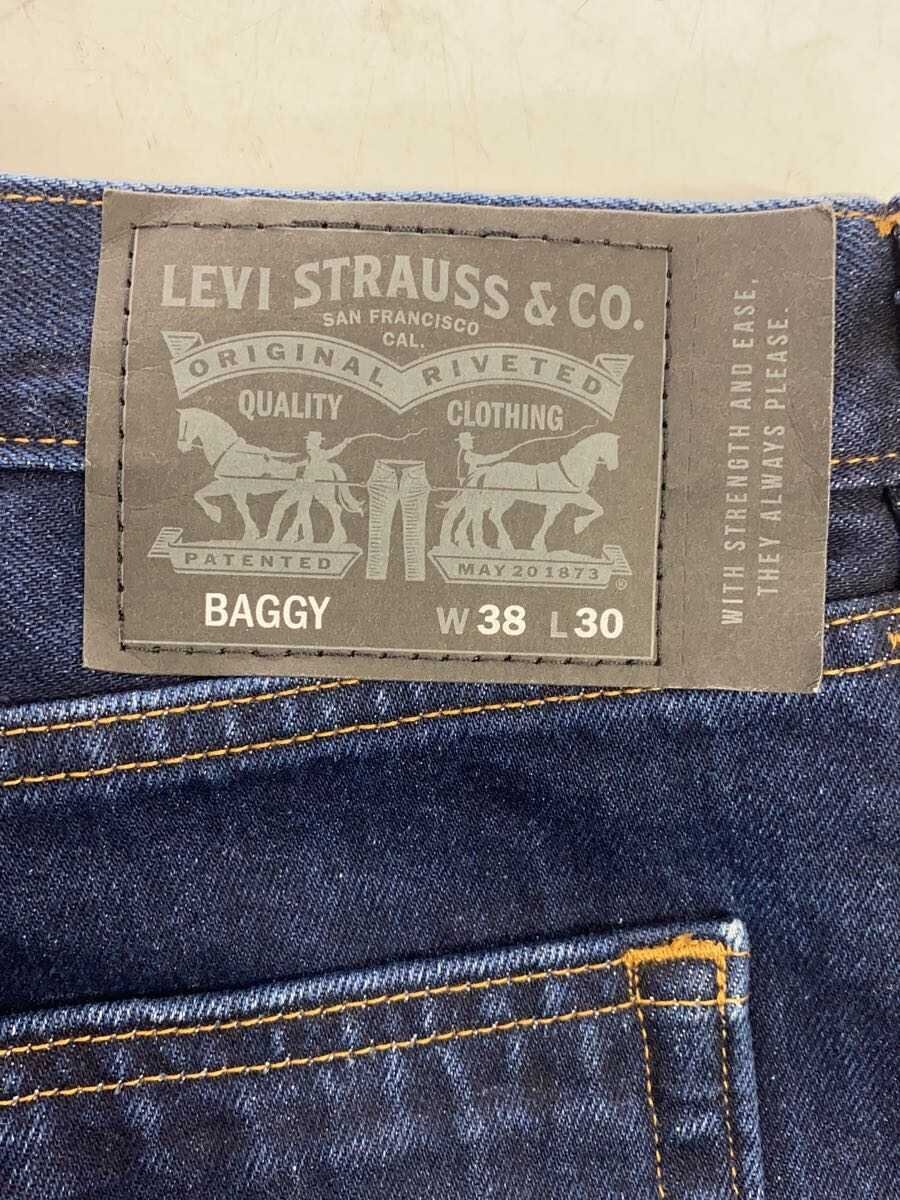 LEVI STRAUSS & CO.
SAN FRANCISCO
CAL.
ORIGINAL RIVETED
QUALITY CLOTHING
PATENTED MAY 20 1873 ®
BAGGY W 38 L 30
WITH STRENGTH AND EASE,
THEY ALWAYS PLEASE.